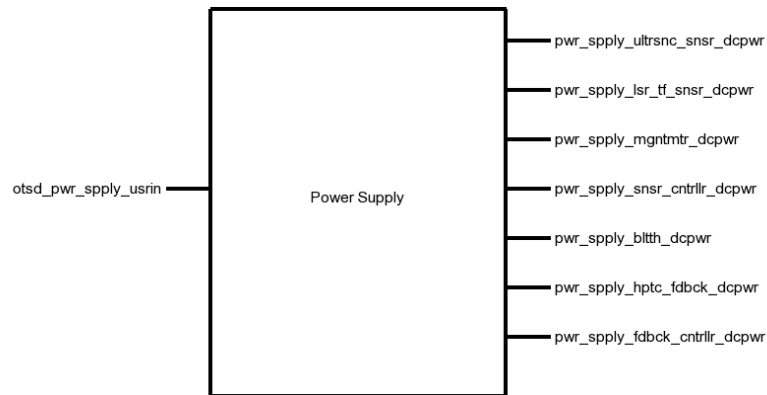 pwr_spply_ultrsnc_snsr_dcpwr
pwr_spply_lsr_tf_snsr_dcpwr
pwr_spply_mgntmtr_dcpwr
otsd_pwr_spply_usrin
pwr_spply_snsr_cntrllr_dcpwr
Power Supply
pwr_spply_bltth_dcpwr
pwr_spply_hptc_fdbck_dcpwr
pwr_spply_fdbck_cntrllr_dcpwr